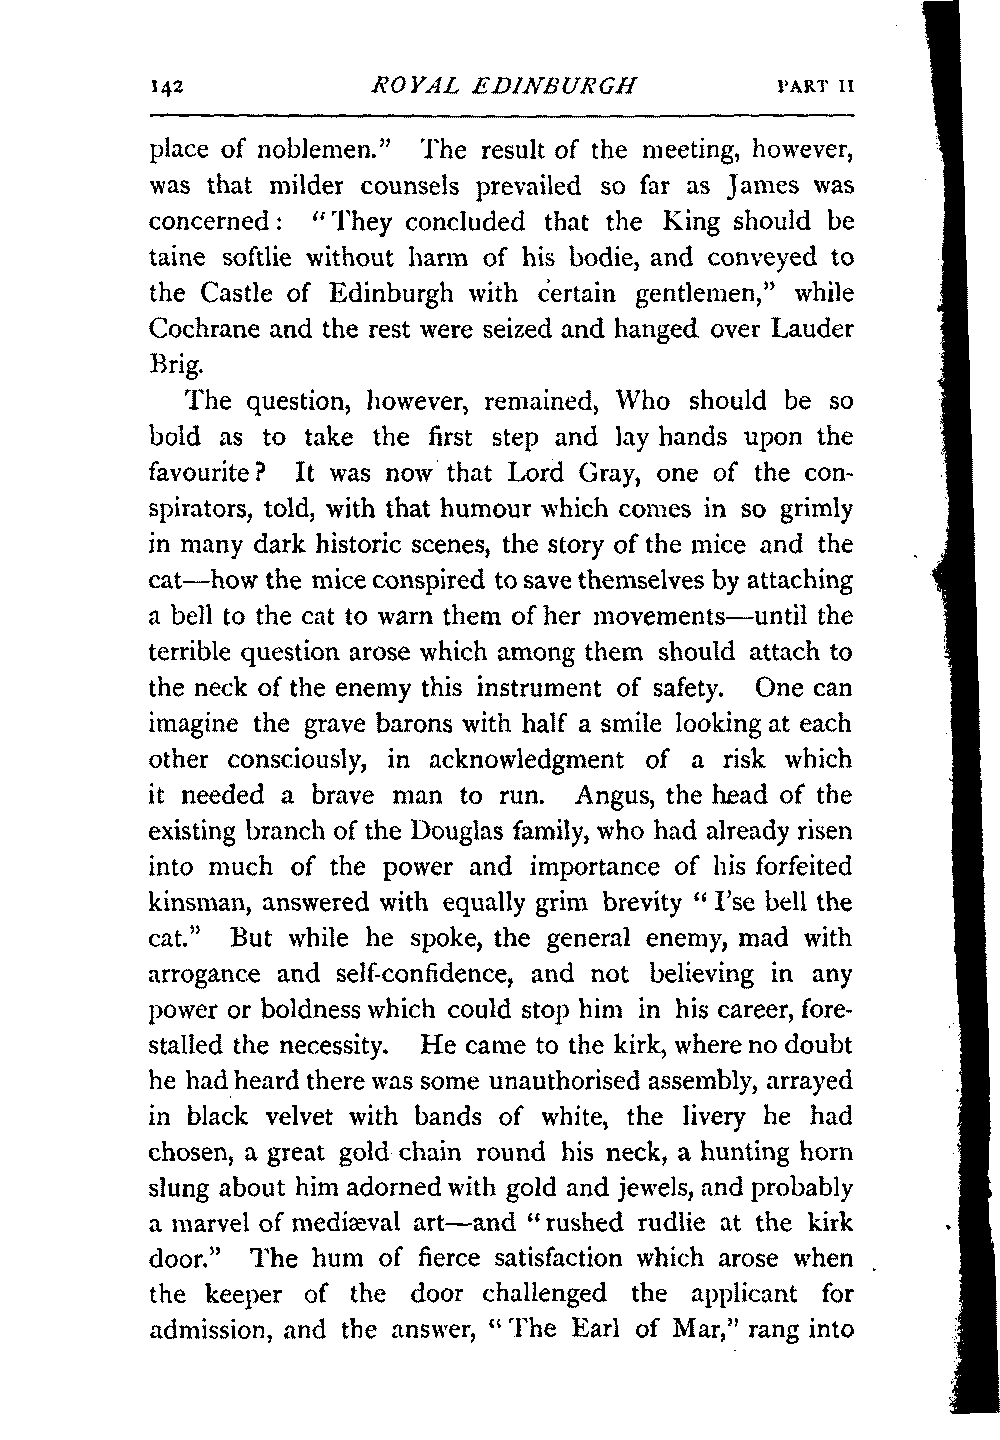 142 ROYAL EDINBURGH PART II
place of noblemen." The result of the meeting, however,
was that milder counsels prevailed so far as James was
concerned: "They concluded that the King should be
taine softlie without harm of his bodie, and conveyed to
the Castle of Edinburgh with certain gentlemen," while
Cochrane and the rest were seized and hanged over Lauder
Brig.
The question, however, remained, Who should be so
bold as to take the first step and lay hands upon the
favourite? It was now that Lord Gray, one of the con-
spirators, told, with that humour which comes in so grimly
in many dark historic scenes, the story of the mice and the
cat—how the mice conspired to save themselves by attaching
a bell to the cat to warn them of her movements—until the
terrible question arose which among them should attach to
the neck of the enemy this instrument of safety. One can
imagine the grave barons with half a smile looking at each
other consciously, in acknowledgment of a risk which
it needed a brave man to run. Angus, the head of the
existing branch of the Douglas family, who had already risen
into much of the power and importance of his forfeited
kinsman, answered with equally grim brevity "I'se bell the
cat." But while he spoke, the general enemy, mad with
arrogance and self-confidence, and not believing in any
power or boldness which could stop him in his career, fore-
stalled the necessity. He came to the kirk, where no doubt
he had heard there was some unauthorised assembly, arrayed
in black velvet with bands of white, the livery he had
chosen, a great gold chain round his neck, a hunting horn
slung about him adorned with gold and jewels, and probably
a marvel of mediæval art—and "rushed rudlie at the kirk
door." The hum of fierce satisfaction which arose when
the keeper of the door challenged the applicant for
admission, and the answer, "The Earl of Mar," rang into